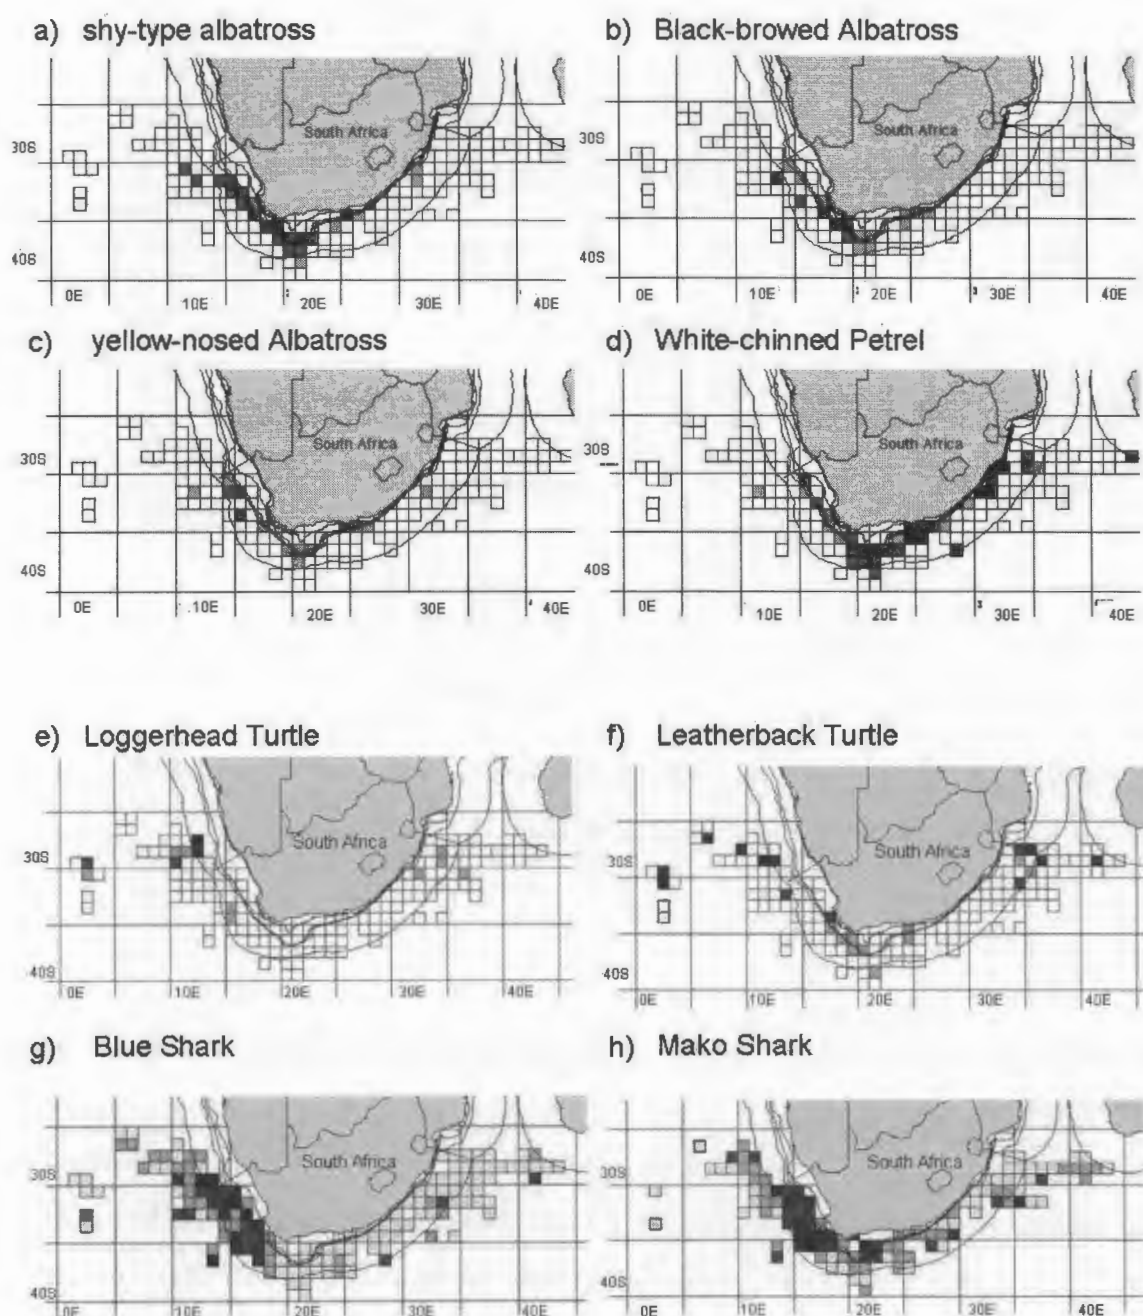 a) shy-type albatross
South Africa
30S
40S
0E 10E 20E 30E 40E
b) Black-browed Albatross
South Africa
30S
40S
0E 10E 20E 30E 40E
c) yellow-nosed Albatross
South Africa
30S
40S
0E 10E 20E 30E 40E
d) White-chinned Petrel
South Africa
30S
40S
0E 10E 20E 30E 40E
e) Loggerhead Turtle
South Africa
30S
40S
0E 10E 20E 30E 40E
f) Leatherback Turtle
South Africa
30S
40S
0E 10E 20E 30E 40E
g) Blue Shark
South Africa
30S
40S
0E 10E 20E 30E 40E
h) Mako Shark
South Africa
30S
40S
0E 10E 20E 30E 40E